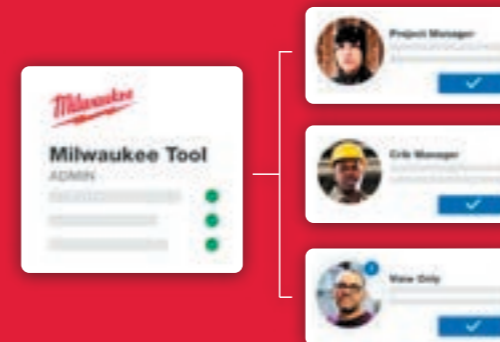 Milwaukee
Milwaukee Tool
ADMIN
Project Manager
Crib Manager
View Only